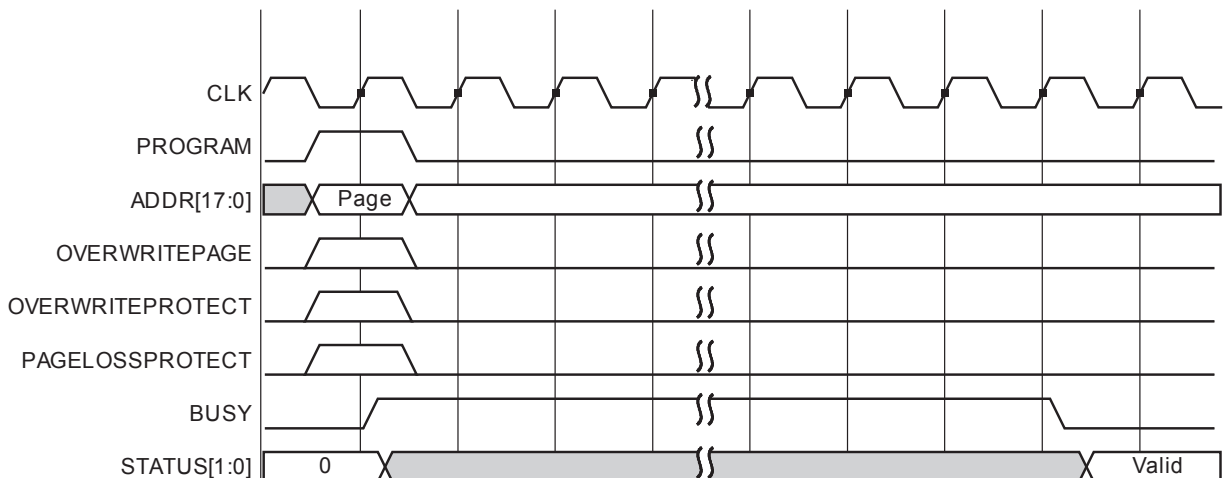 CLK
PROGRAM
ADDR[17:0] Page
OVERWRITEPAGE
OVERWRITEPROTECT
PAGELOSSPROTECT
BUSY
STATUS[1:0] 0 Valid